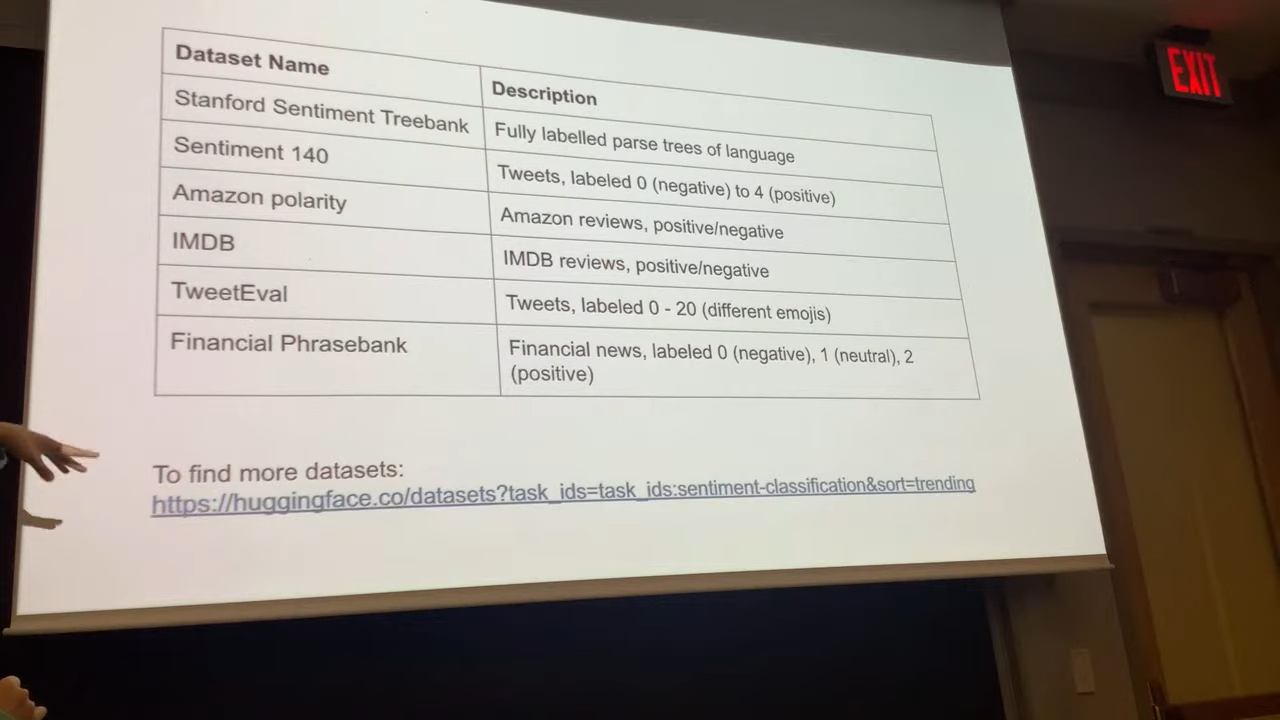 Dataset Name
Description
Stanford Sentiment Treebank
Fully labelled parse trees of language
Sentiment 140
Tweets, labeled 0 (negative) to 4 (positive)
Amazon polarity
Amazon reviews, positive/negative
IMDB
IMDB reviews, positive/negative
TweetEval
Tweets, labeled 0 - 20 (different emojis)
Financial Phrasebank
Financial news, labeled 0 (negative), 1 (neutral), 2
(positive)
To find more datasets:
https://huggingface.co/datasets?task_ids=task_ids:sentiment-classification&sort=trending
EXIT